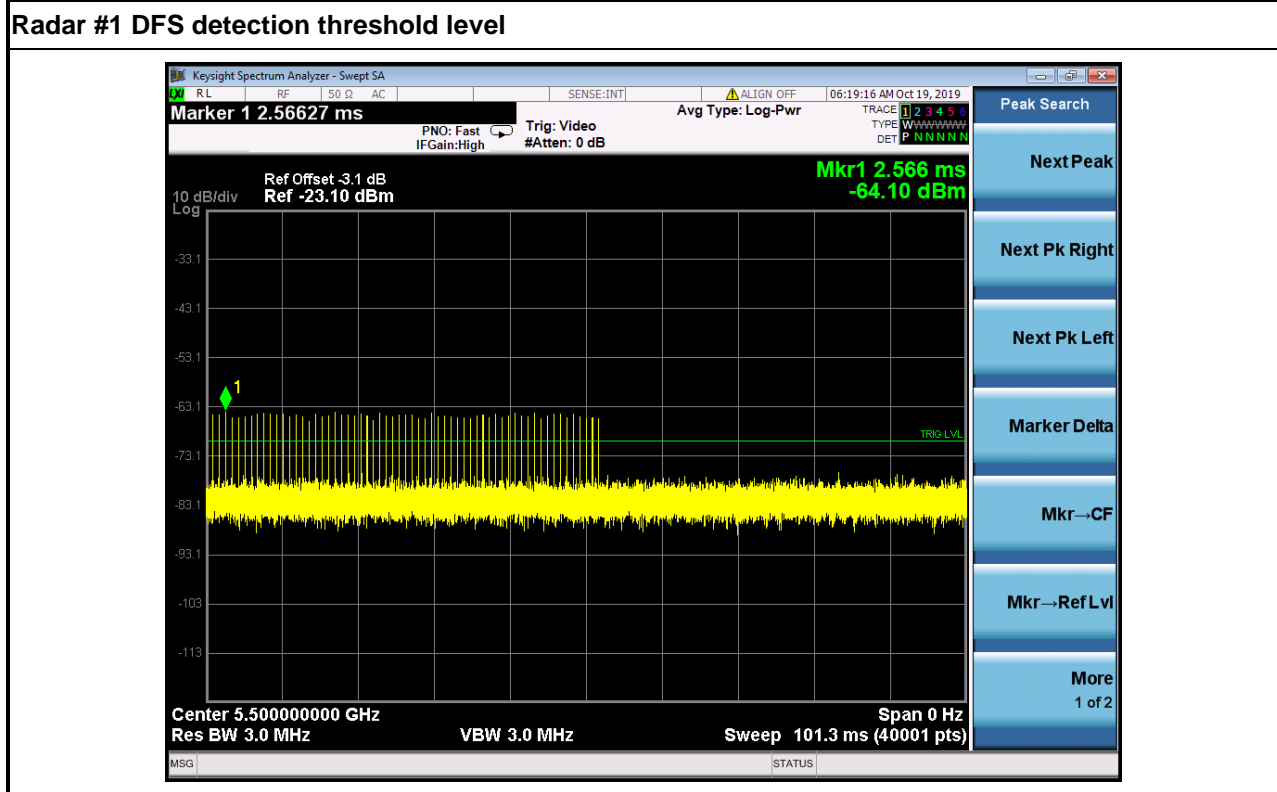 Radar #1 DFS detection threshold level
Keysight Spectrum Analyzer - Swept SA
LXI RL RF 50 Ω AC SENSE:INT ALIGN OFF 06:19:16 AM Oct 19, 2019
Marker 1 2.56627 ms
PNO: Fast
IFGain:High
Trig: Video
#Atten: 0 dB
Avg Type: Log-Pwr
TRACE 1 2 3 4 5 6
TYPE WWWWWW
DET P N N N N N
Mkr1 2.566 ms
-64.10 dBm
Ref Offset -3.1 dB
10 dB/div Ref -23.10 dBm
Log
-33.1
-43.1
-53.1
1
-63.1
TRIG LVL
-73.1
-83.1
-93.1
-103
-113
Center 5.500000000 GHz Span 0 Hz
Res BW 3.0 MHz VBW 3.0 MHz Sweep 101.3 ms (40001 pts)
MSG STATUS
Peak Search
Next Peak
Next Pk Right
Next Pk Left
Marker Delta
Mkr→CF
Mkr→Ref Lvl
More
1 of 2